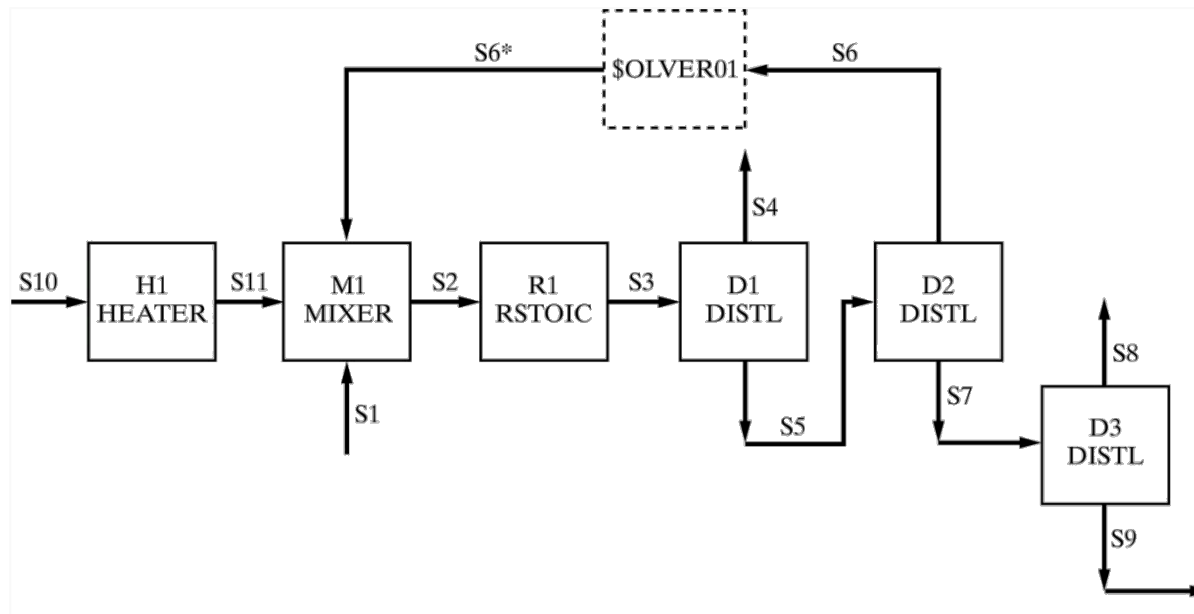 S6*
$OLVER01
S6
S4
S10
H1
HEATER
S11
M1
MIXER
S2
R1
RSTOIC
S3
D1
DISTL
D2
DISTL
S1
S5
S7
S8
D3
DISTL
S9